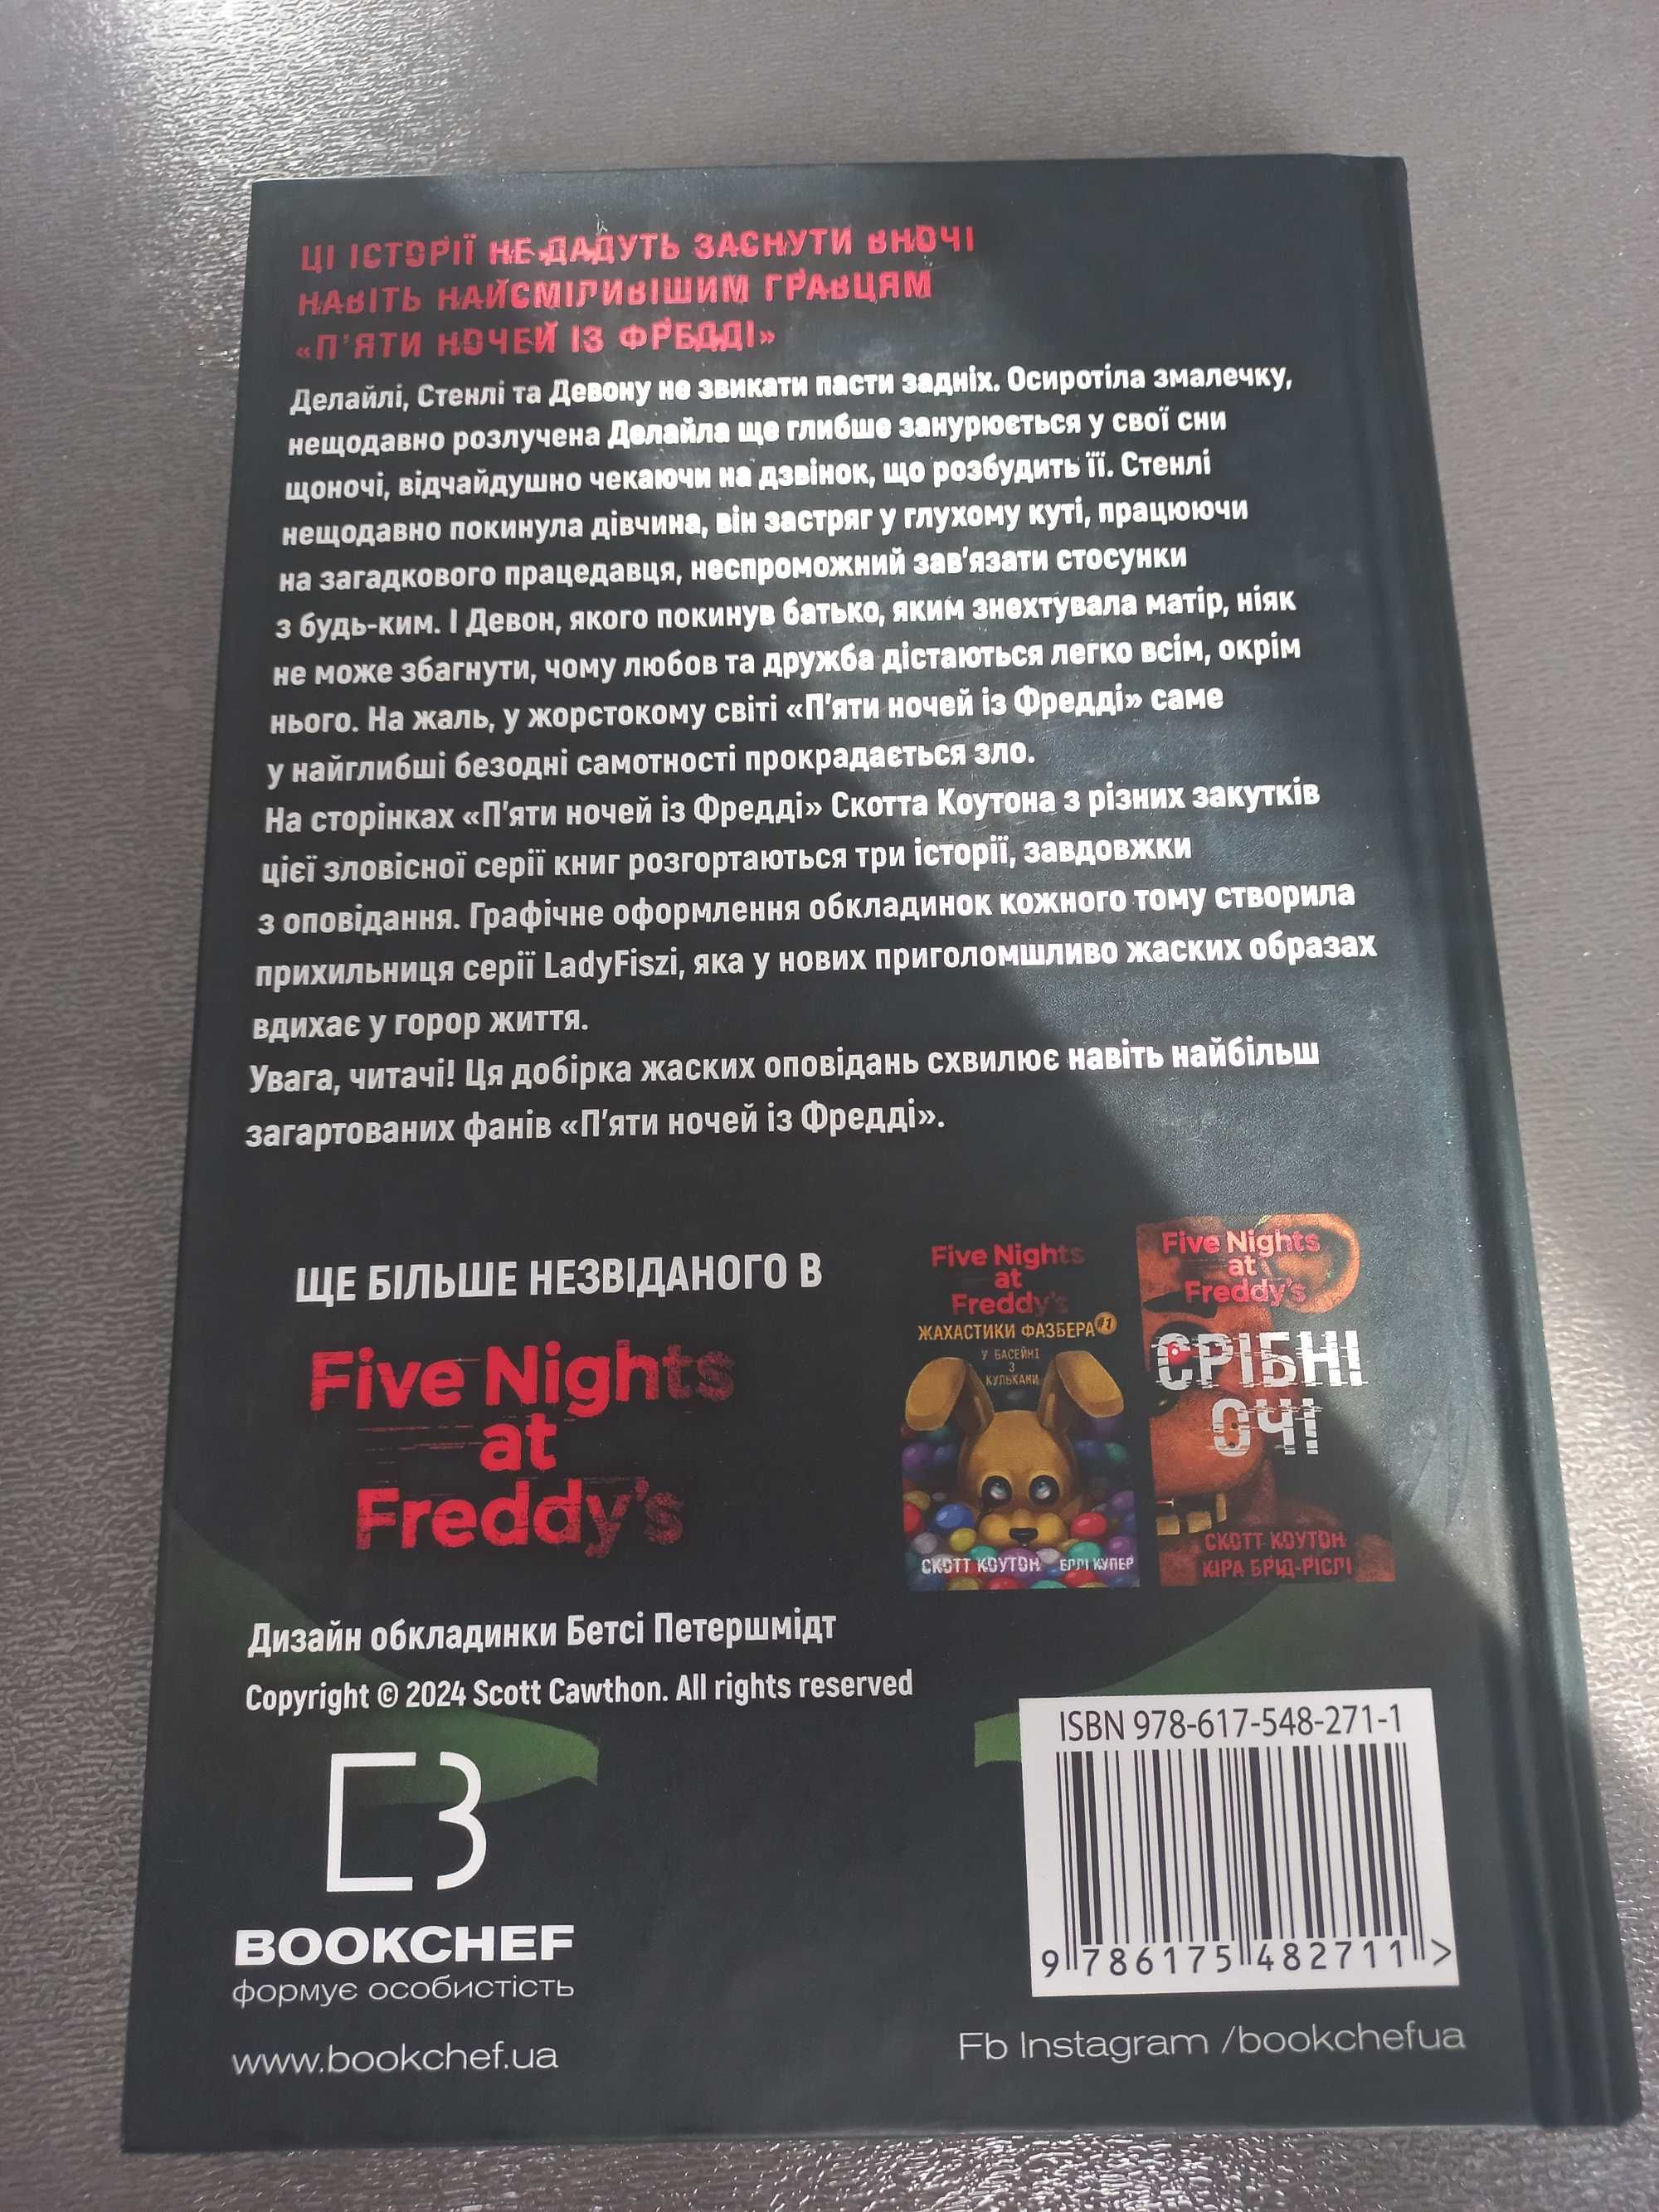 ЦІ ІСТОРІЇ НЕ ДАДУТЬ ЗАСНУТИ ВНОЧІ
НАВІТЬ НАЙСМІЛИВІШИМ ГРАВЦЯМ
«П'ЯТИ НОЧЕЙ ІЗ ФРЕДДІ»
Делайлі, Стенлі та Девону не звикати пасти задніх. Осиротіла змалечку,
нещодавно розлучена Делайла ще глибше занурюється у свої сни
щоночі, відчайдушно чекаючи на дзвінок, що розбудить її. Стенлі
нещодавно покинула дівчина, він застряг у глухому куті, працюючи
на загадкового працедавця, неспроможний зав'язати стосунки
з будь-ким. І Девон, якого покинув батько, яким знехтувала матір, ніяк
не може збагнути, чому любов та дружба дістаються легко всім, окрім
нього. На жаль, у жорстокому світі «П'яти ночей із Фредді» саме
у найглибші безодні самотності прокрадається зло.
На сторінках «П'яти ночей із Фредді» Скотта Коутона з різних закутків
цієї зловісної серії книг розгортаються три історії, завдовжки
з оповідання. Графічне оформлення обкладинок кожного тому створила
прихильниця серії LadyFiszi, яка у нових приголомшливо жаских образах
вдихає у горор життя.
Увага, читачі! Ця добірка жаских оповідань схвилює навіть найбільш
загартованих фанів «П'яти ночей із Фредді».
ЩЕ БІЛЬШЕ НЕЗВІДАНОГО В
Five Nights
at
Freddy's
Five Nights
at
Freddy's
ЖАХАСТИКИ ФАЗБЕРА #1
У БАСЕЙНІ
З
КУЛЬКАМИ
СКОТТ КОУТОН ЕЛЛІ КУПЕР
Five Nights
at
Freddy's
СРІБНІ
ОЧІ
СКОТТ КОУТОН
КІРА БРІД-РІСЛІ
Дизайн обкладинки Бетсі Петершмідт
Copyright © 2024 Scott Cawthon. All rights reserved
ISBN 978-617-548-271-1
9 786175 482711 >
BOOKCHEF
формує особистість
www.bookchef.ua
Fb Instagram /bookchefua